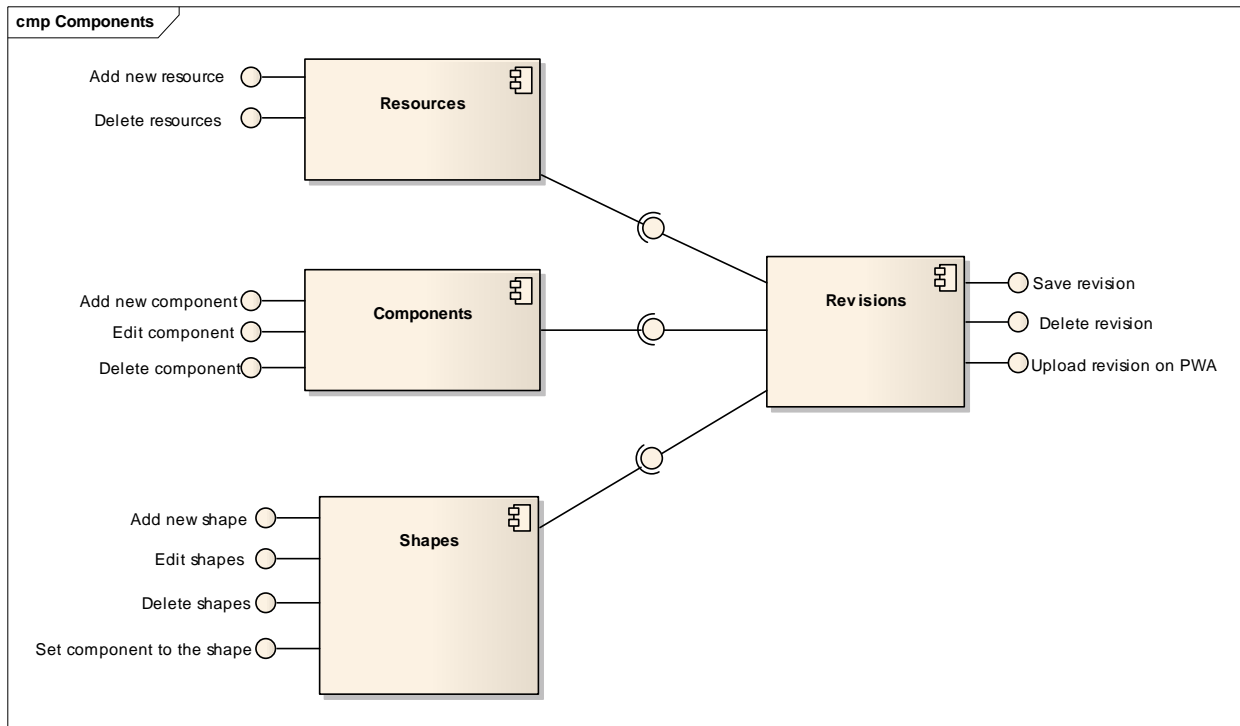 cmp Components
Add new resource
Delete resources
Resources
Add new component
Edit component
Delete component
Components
Revisions
Save revision
Delete revision
Upload revision on PWA
Add new shape
Edit shapes
Delete shapes
Set component to the shape
Shapes